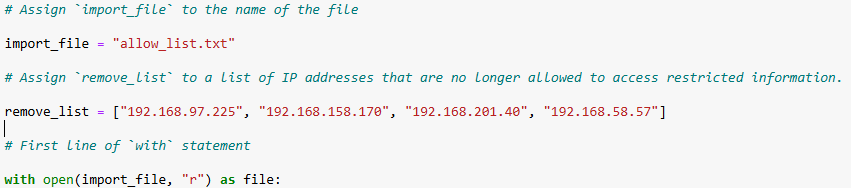 # Assign `import_file` to the name of the file
import_file = "allow_list.txt"
# Assign `remove_list` to a list of IP addresses that are no longer allowed to access restricted information.
remove_list = ["192.168.97.225", "192.168.158.170", "192.168.201.40", "192.168.58.57"]
# First line of `with` statement
with open(import_file, "r") as file: